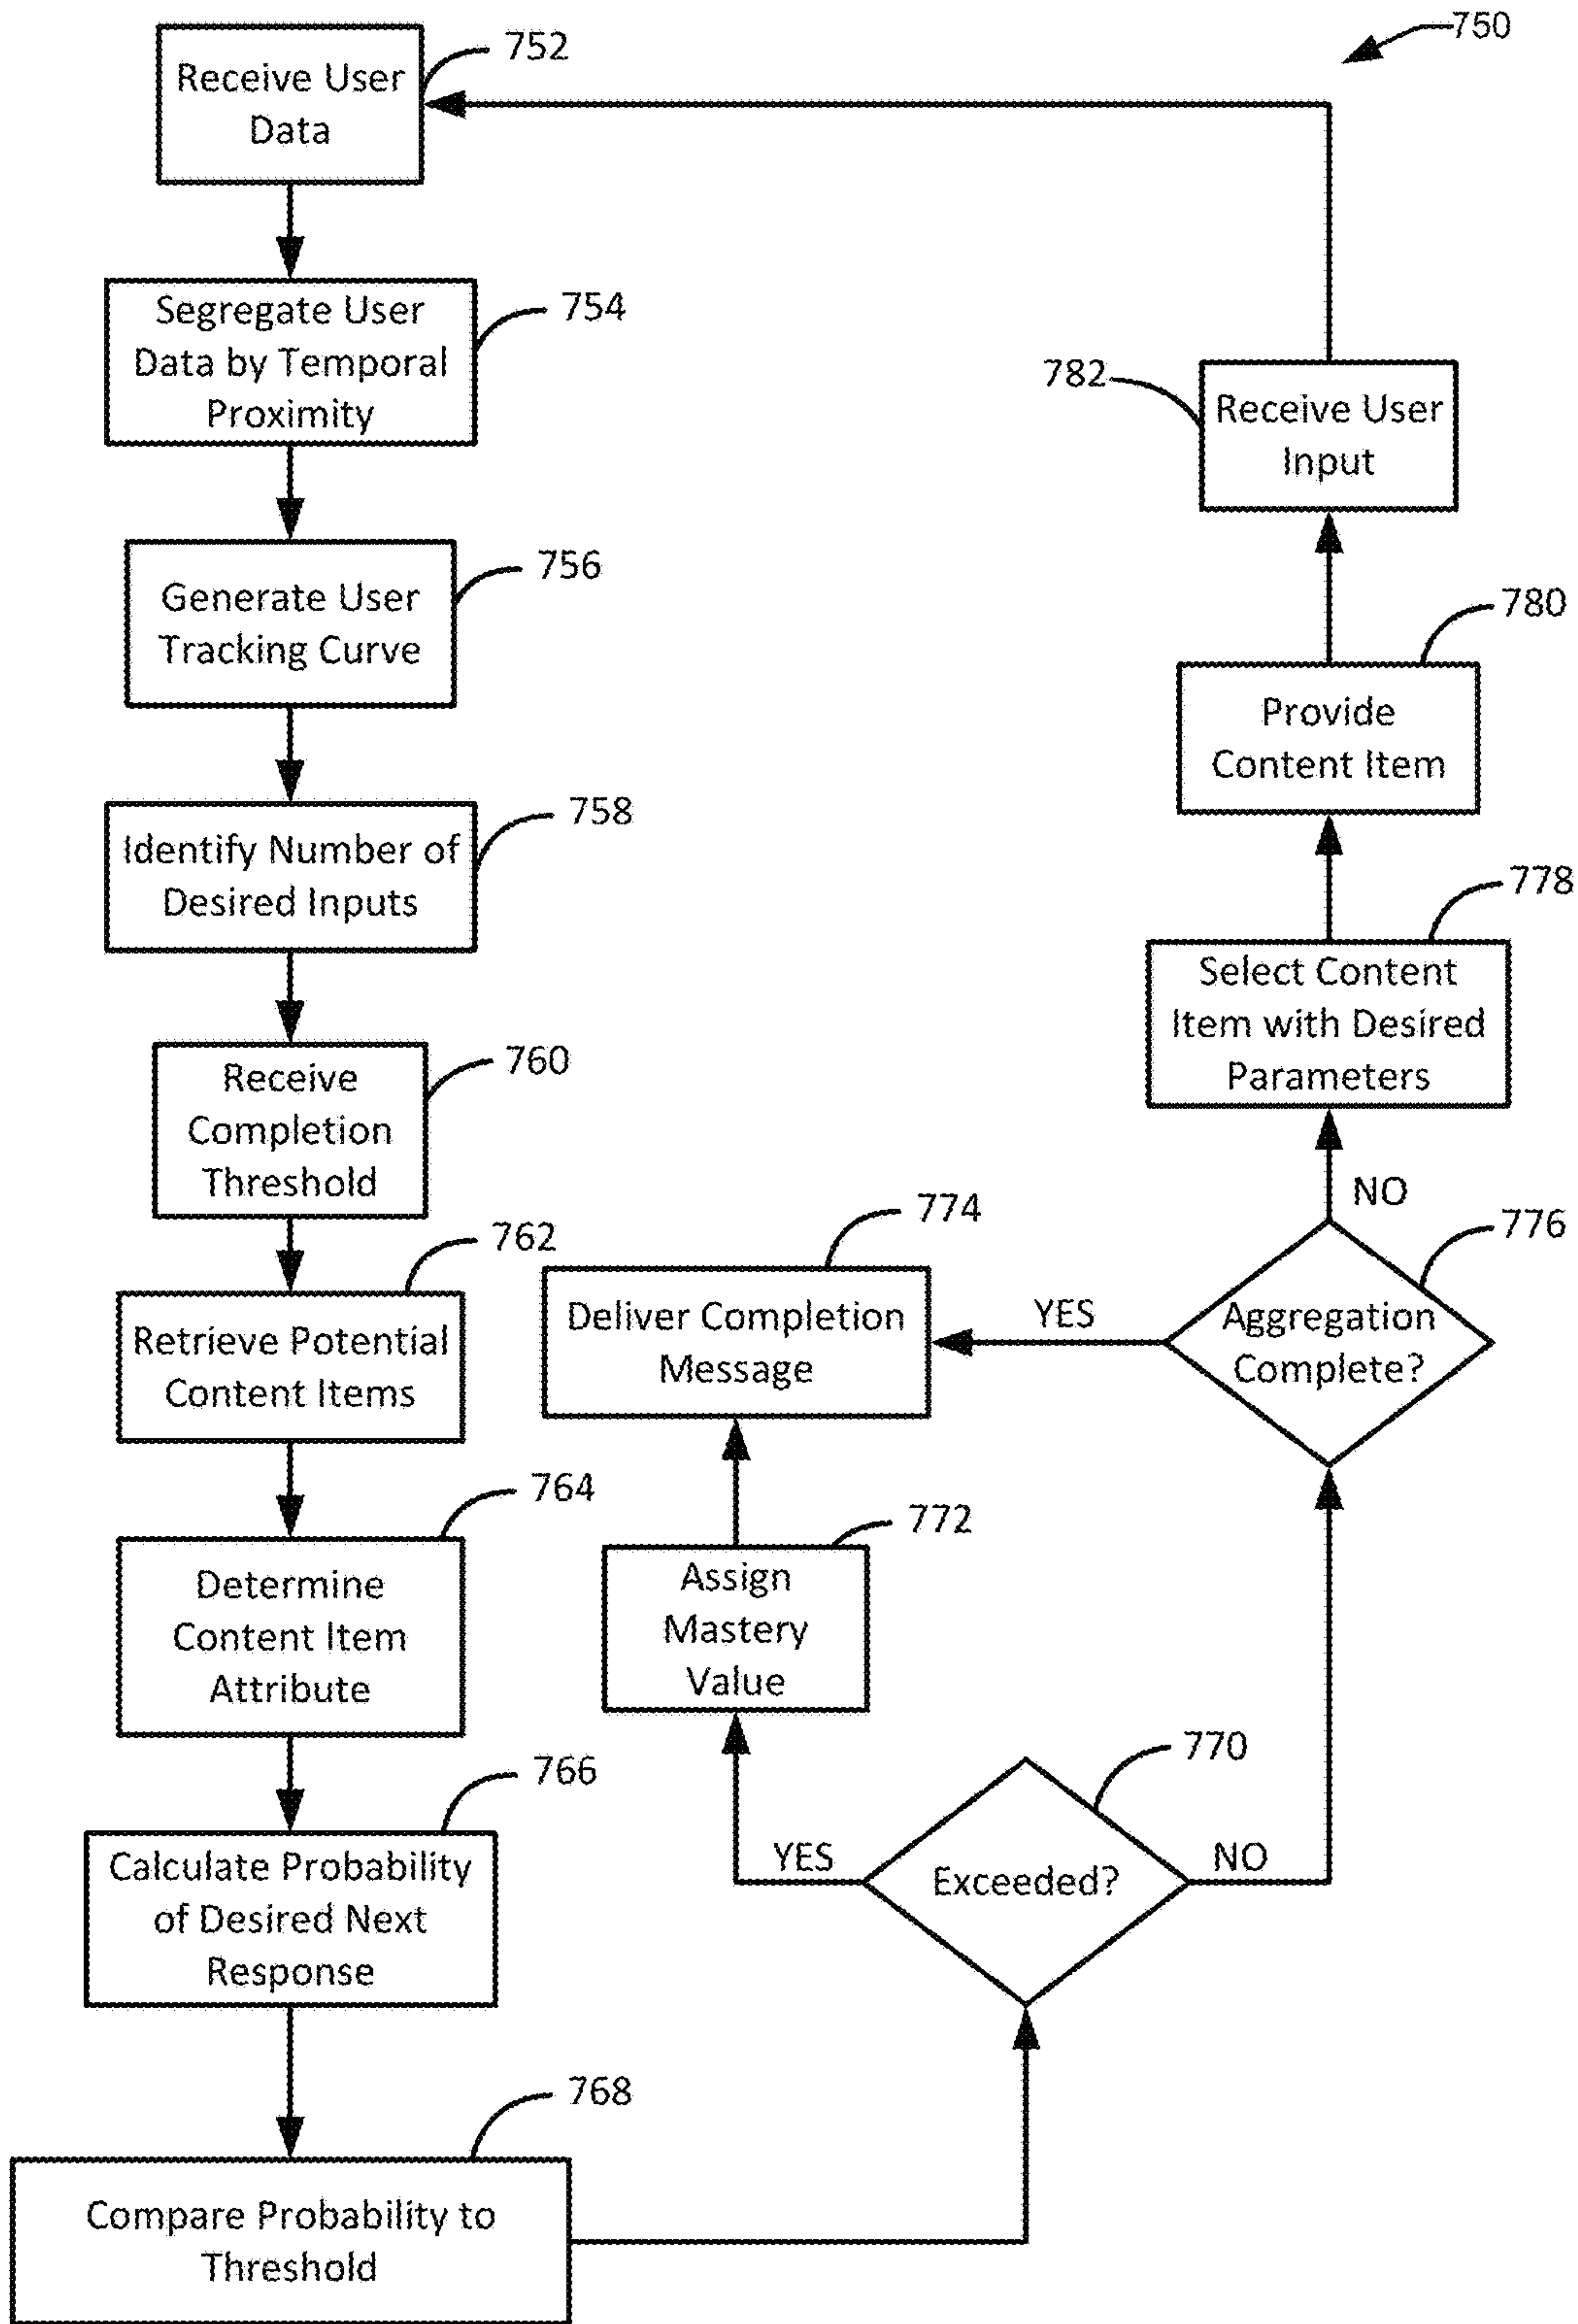 750
752
Receive User
Data
754
Segregate User
Data by Temporal
Proximity
756
Generate User
Tracking Curve
758
Identify Number of
Desired Inputs
760
Receive
Completion
Threshold
762
Retrieve Potential
Content Items
764
Determine
Content Item
Attribute
766
Calculate Probability
of Desired Next
Response
768
Compare Probability to
Threshold
770
Exceeded?
YES
NO
772
Assign
Mastery
Value
774
Deliver Completion
Message
776
Aggregation
Complete?
YES
NO
778
Select Content
Item with Desired
Parameters
780
Provide
Content Item
782
Receive User
Input